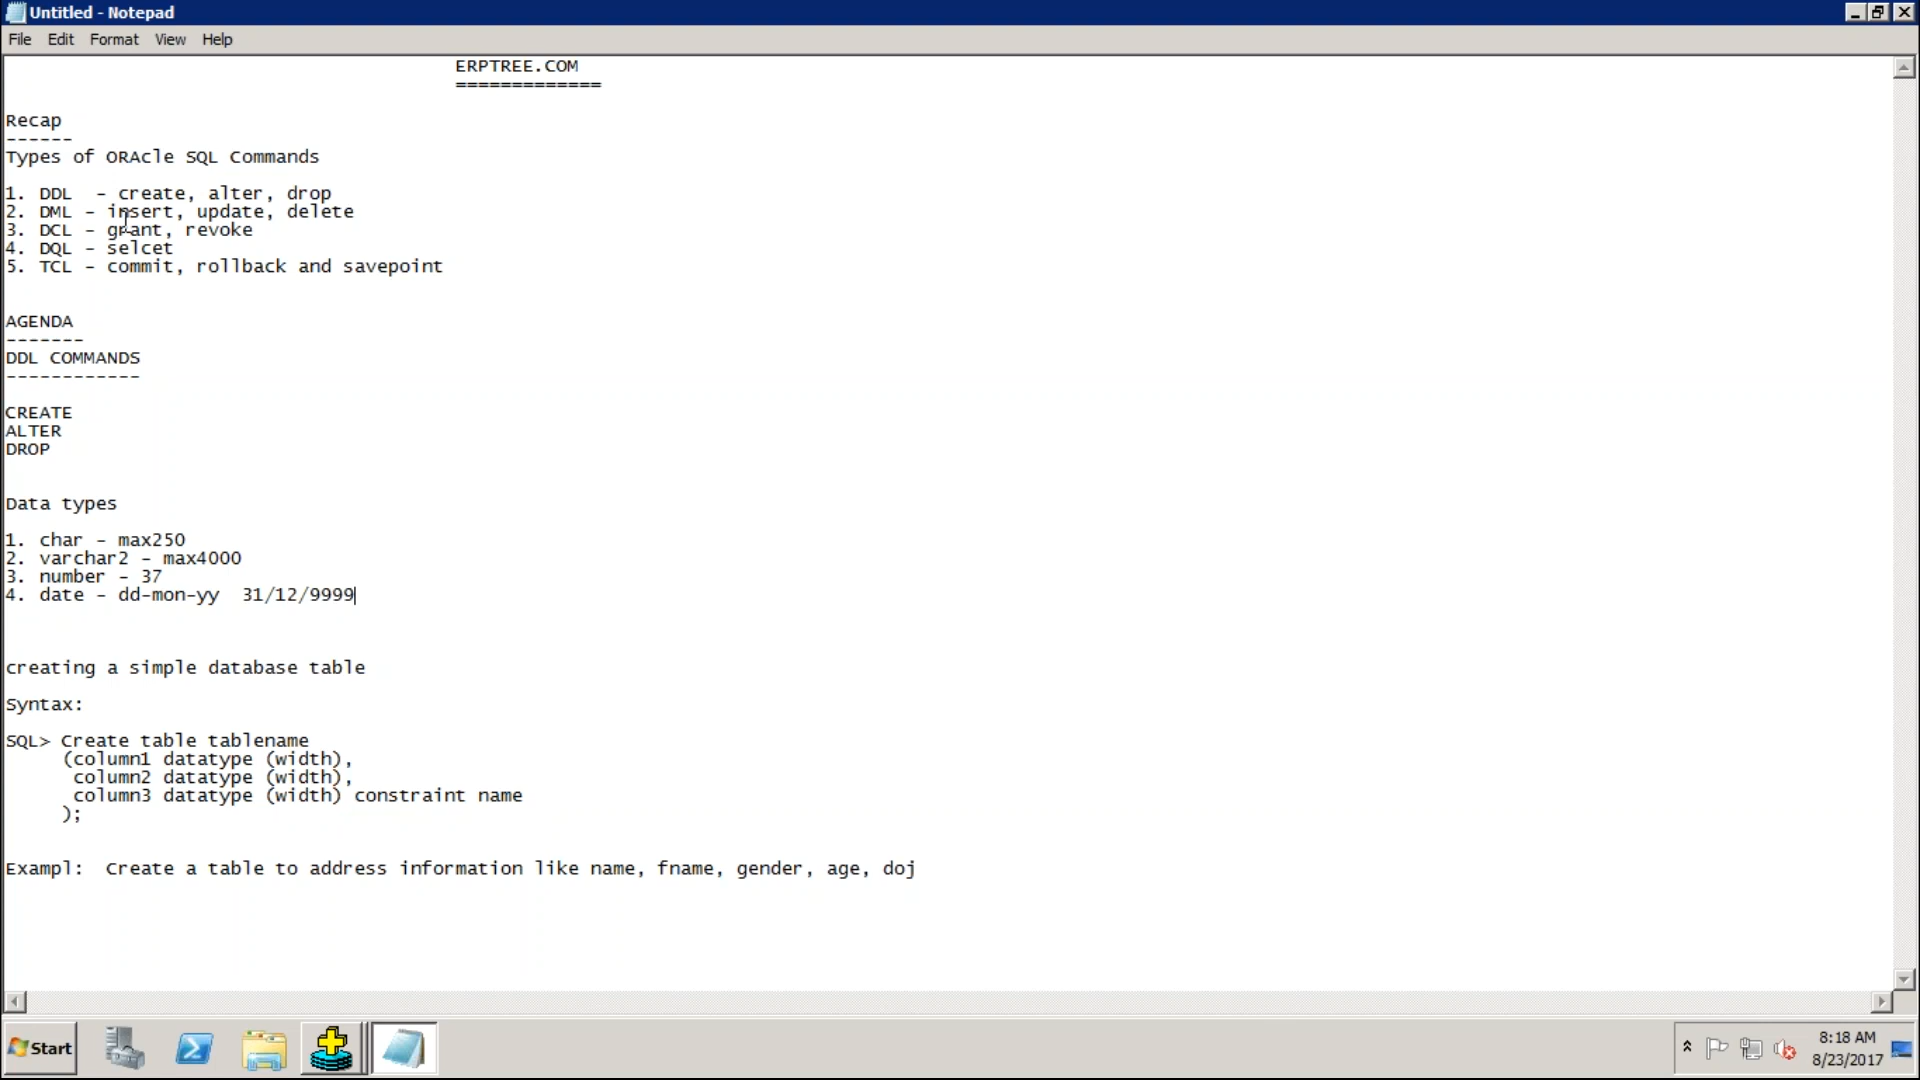 Untitled - Notepad
File Edit Format View Help
ERPTREE.COM
=============
Recap
------
Types of ORAcle SQL Commands
1. DDL  - create, alter, drop
2. DML - insert, update, delete
3. DCL - grant, revoke
4. DQL - selcet
5. TCL - commit, rollback and savepoint
AGENDA
-------
DDL COMMANDS
------------
CREATE
ALTER
DROP
Data types
1. char - max250
2. varchar2 - max4000
3. number - 37
4. date - dd-mon-yy  31/12/9999
creating a simple database table
Syntax:
SQL> Create table tablename
(column1 datatype (width),
column2 datatype (width),
column3 datatype (width) constraint name
);
Exampl:  Create a table to address information like name, fname, gender, age, doj
Start
8:18 AM
8/23/2017